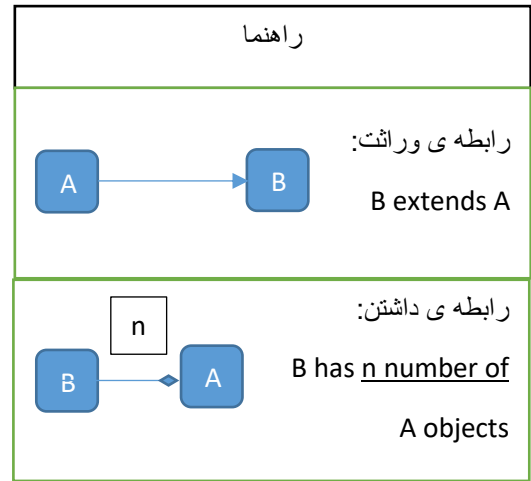 راهنما
رابطه ی وراثت:
A
B
B extends A
رابطه ی داشتن:
n
B
A
B has n number of
A objects